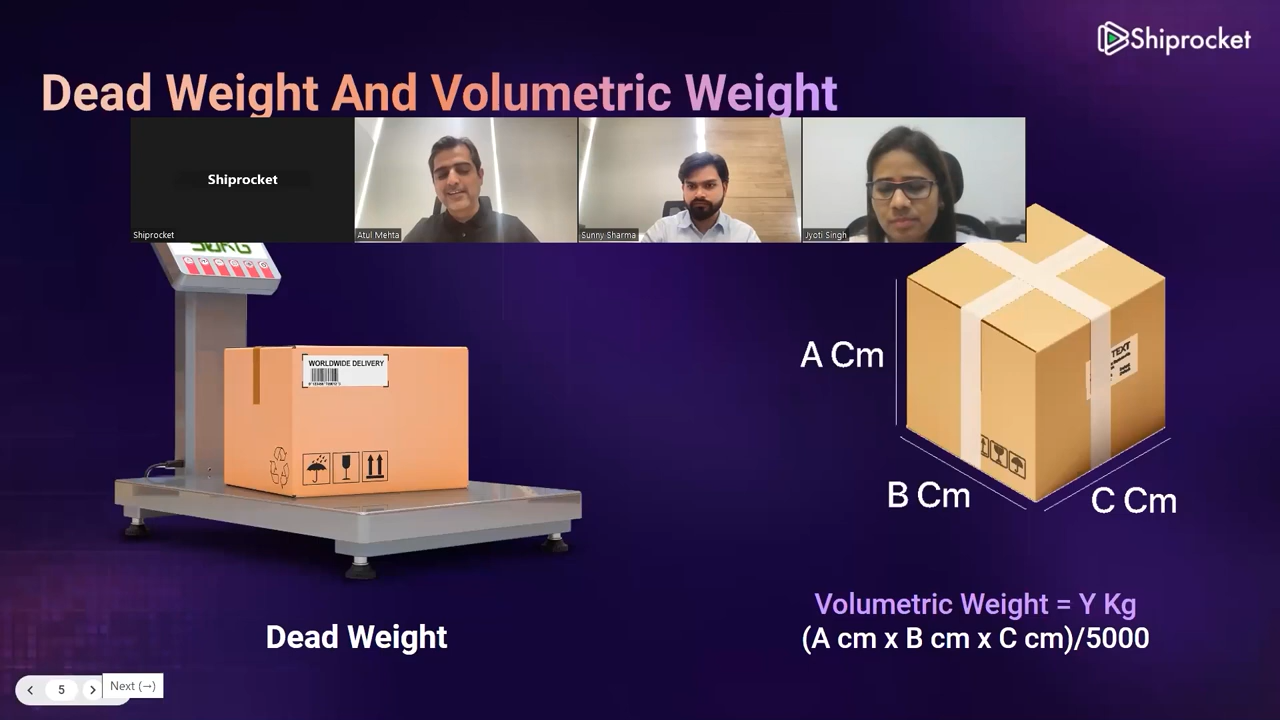 Shiprocket
Dead Weight And Volumetric Weight
Shiprocket
Shiprocket
Atul Mehta
Sunny Sharma
Jyoti Singh
WORLDWIDE DELIVERY
TEXT
A Cm
B Cm
C Cm
Dead Weight
Volumetric Weight = Y Kg
(A cm x B cm x C cm)/5000
5
Next (→)